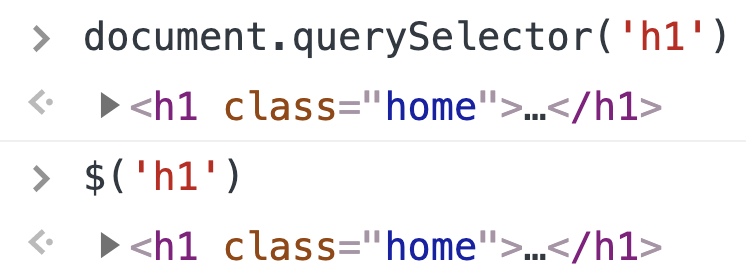 > document.querySelector('h1')
<· ▶<h1 class="home">…</h1>
> $('h1')
<· ▶<h1 class="home">…</h1>